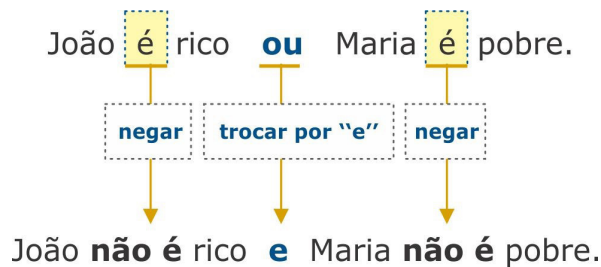 João é rico ou Maria é pobre.
negar trocar por “e” negar
João não é rico e Maria não é pobre.